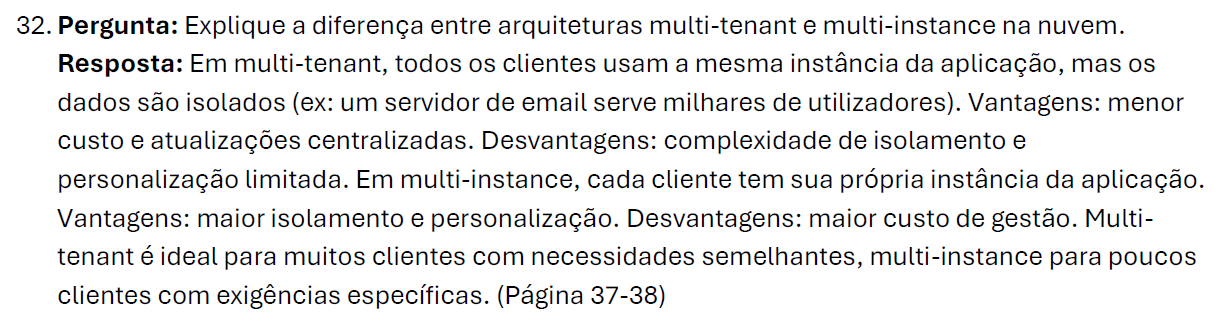 32. Pergunta: Explique a diferença entre arquiteturas multi-tenant e multi-instance na nuvem.
Resposta: Em multi-tenant, todos os clientes usam a mesma instância da aplicação, mas os
dados são isolados (ex: um servidor de email serve milhares de utilizadores). Vantagens: menor
custo e atualizações centralizadas. Desvantagens: complexidade de isolamento e
personalização limitada. Em multi-instance, cada cliente tem sua própria instância da aplicação.
Vantagens: maior isolamento e personalização. Desvantagens: maior custo de gestão. Multi-
tenant é ideal para muitos clientes com necessidades semelhantes, multi-instance para poucos
clientes com exigências específicas. (Página 37-38)